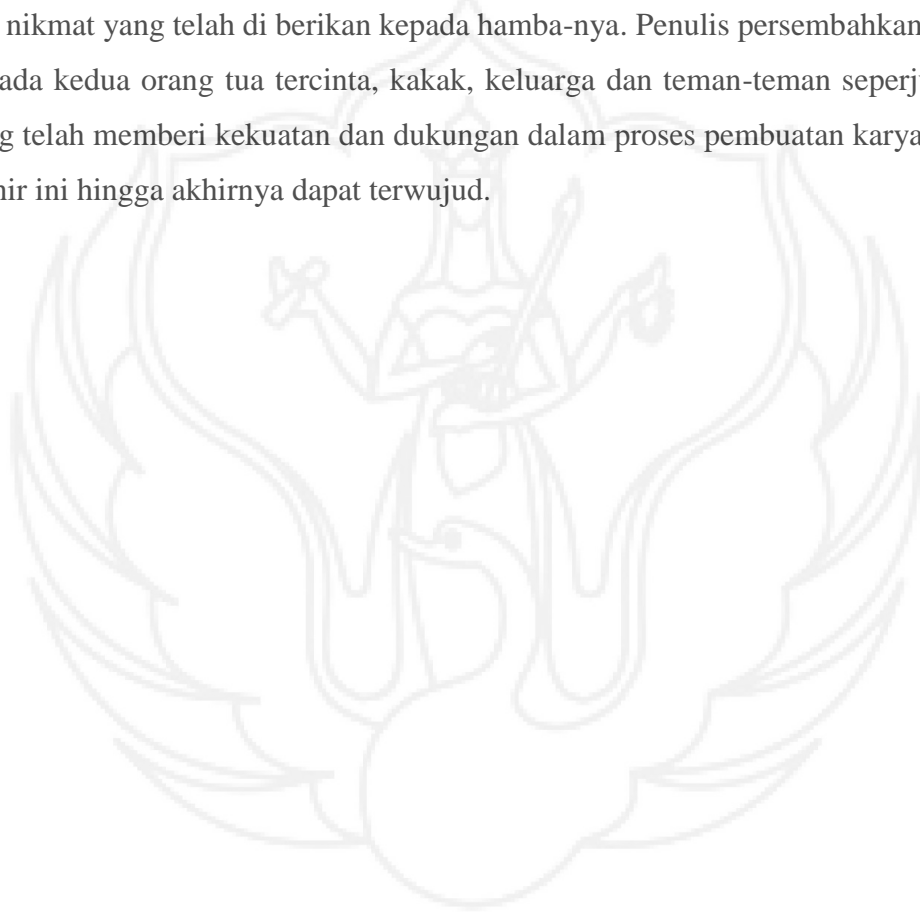 nikmat yang telah di berikan kepada hamba-nya. Penulis persembahkan
ada kedua orang tua tercinta, kakak, keluarga dan teman-teman seperj
g telah memberi kekuatan dan dukungan dalam proses pembuatan karya
ir ini hingga akhirnya dapat terwujud.